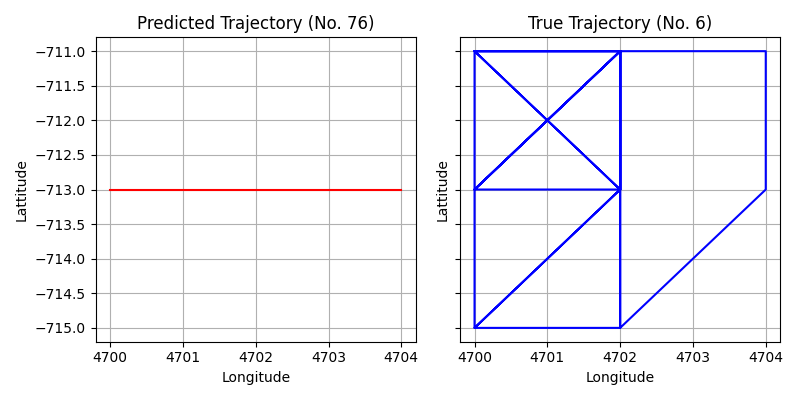 Predicted Trajectory (No. 76)
Lattitude
−711.0
−711.5
−712.0
−712.5
−713.0
−713.5
−714.0
−714.5
−715.0
4700 4701 4702 4703 4704
Longitude
True Trajectory (No. 6)
Lattitude
4700 4701 4702 4703 4704
Longitude